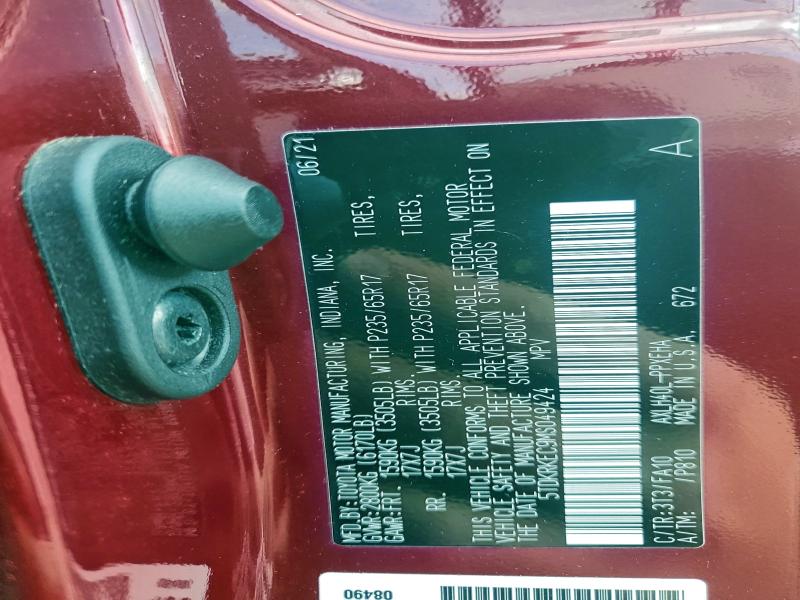 MFD.BY:TOYOTA MOTOR MANUFACTURING, INDIANA, INC. 06/21
GVWR:2800KG (6170LB)
GAWR:FRT. 1590KG (3505LB) WITH P235/65R17 TIRES,
17X7J RIMS
RR. 1590KG (3505LB) WITH P235/65R17 TIRES,
17X7J RIMS
THIS VEHICLE CONFORMS TO ALL APPLICABLE FEDERAL MOTOR
VEHICLE SAFETY AND THEFT PREVENTION STANDARDS IN EFFECT ON
THE DATE OF MANUFACTURE SHOWN ABOVE.
5TDKRKEC9MS049424 MPV
C/TR:3T3/FA10 AXLH40L-PPXEHA
A/TM: /P810 MADE IN U.S.A. 672 A
08490